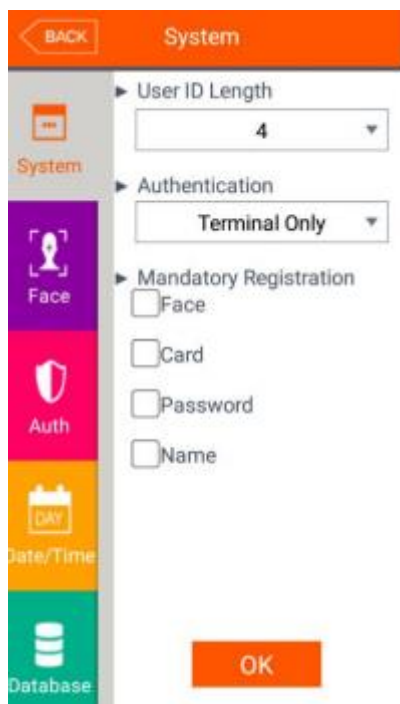 BACK
System
System
Face
Auth
DAY
Date/Time
Database
► User ID Length
4
► Authentication
Terminal Only
► Mandatory Registration
Face
Card
Password
Name
OK